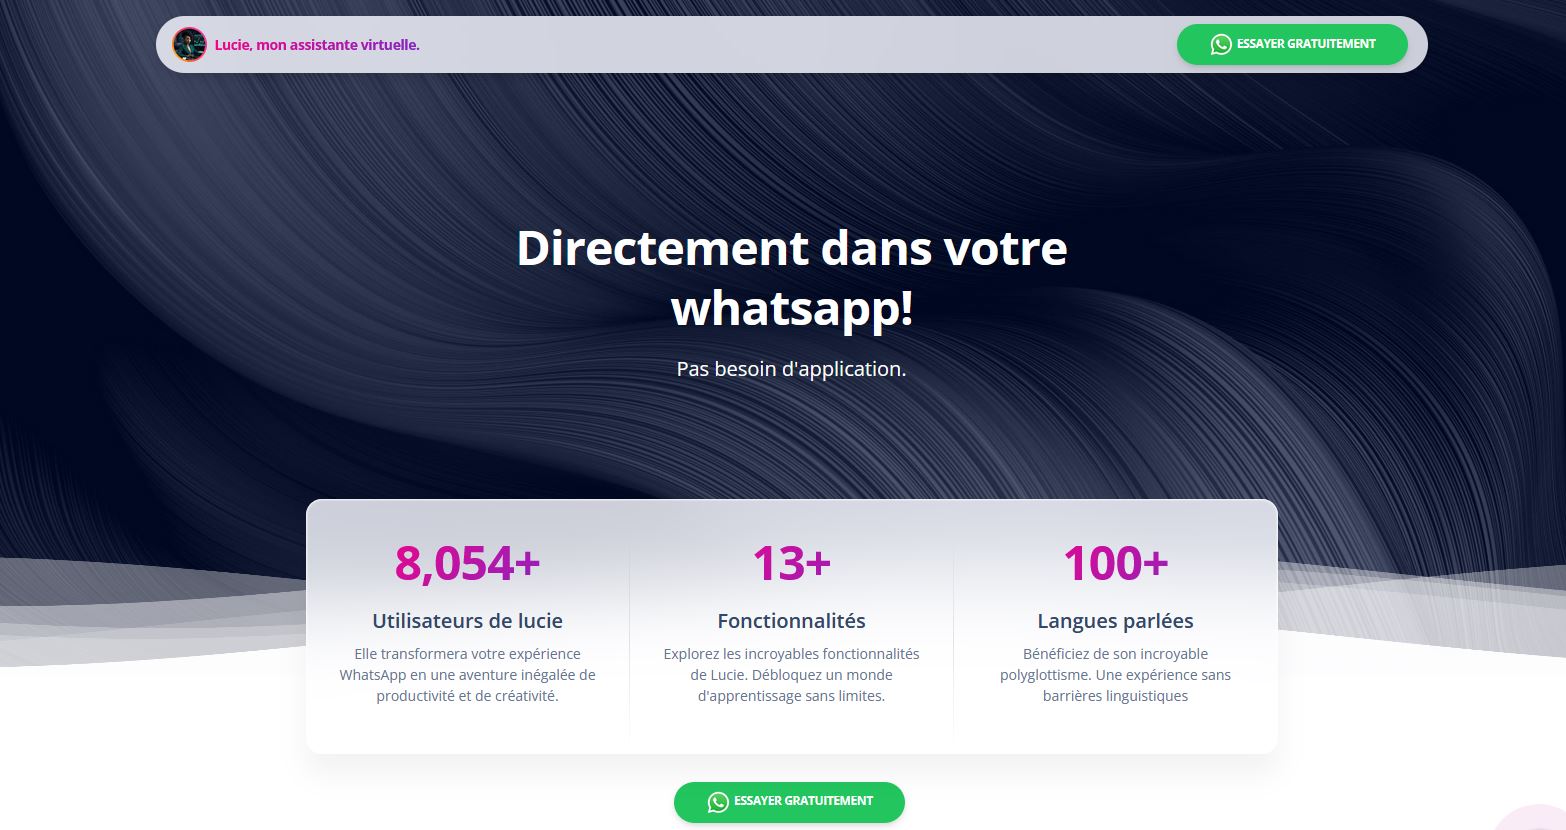 Lucie, mon assistante virtuelle.
ESSAYER GRATUITEMENT
Directement dans votre
whatsapp!
Pas besoin d'application.
8,054+
Utilisateurs de lucie
Elle transformera votre expérience
WhatsApp en une aventure inégalée de
productivité et de créativité.
13+
Fonctionnalités
Explorez les incroyables fonctionnalités
de Lucie. Débloquez un monde
d'apprentissage sans limites.
100+
Langues parlées
Bénéficiez de son incroyable
polyglottisme. Une expérience sans
barrières linguistiques
ESSAYER GRATUITEMENT